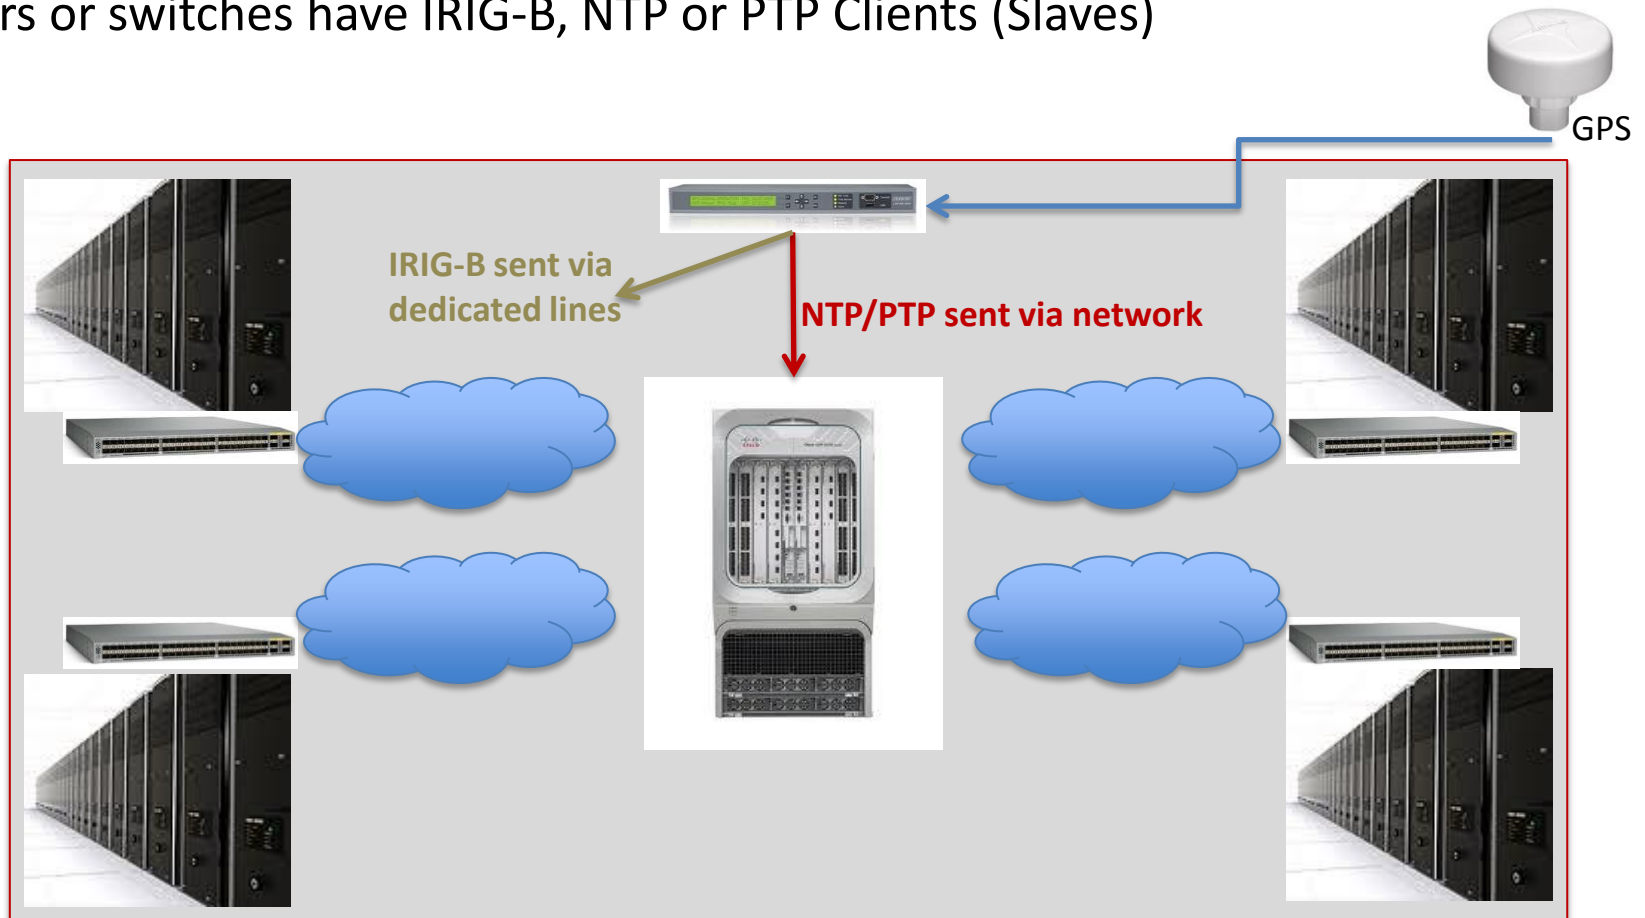 rs or switches have IRIG-B, NTP or PTP Clients (Slaves)
GPS
IRIG-B sent via
dedicated lines
NTP/PTP sent via network